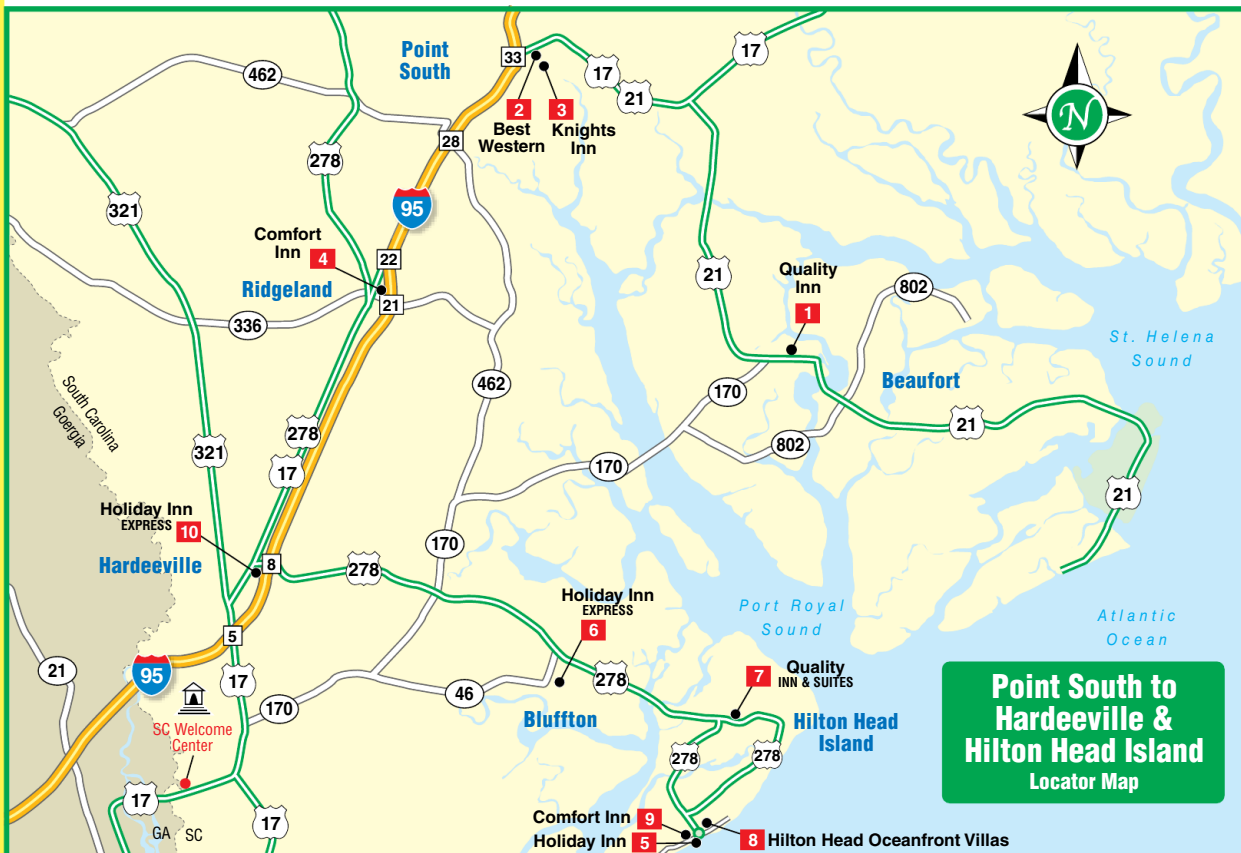 Point
South
33
17
17
462
21
2
3
Best
Western
Knights
Inn
N
28
278
321
95
Comfort
Inn
4
22
Ridgeland
21
336
21
Quality
Inn
1
802
St. Helena
Sound
Beaufort
462
170
South Carolina
Goergia
278
17
321
21
802
170
21
Holiday Inn
EXPRESS
10
Hardeeville
8
278
170
Holiday Inn
EXPRESS
6
Port Royal
Sound
Atlantic
Ocean
5
21
95
17
SC Welcome
Center
170
46
278
Bluffton
7
Quality
INN & SUITES
Hilton Head
Island
278
278
Point South to
Hardeeville &
Hilton Head Island
Locator Map
17
GA
SC
17
Comfort Inn
9
Holiday Inn
5
8
Hilton Head Oceanfront Villas